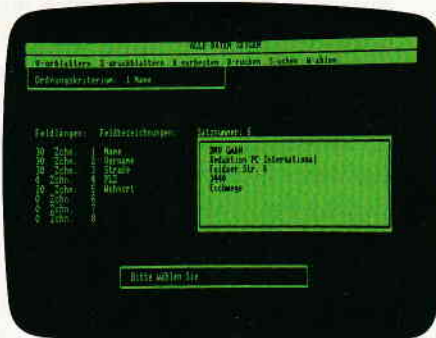 ALLE DATEN ZEIGEN
V-orblättern Z-urückblättern B-earbeiten D-rucken S-uchen W-ählen
Ordnungskriterium: 1 Name
Feldlängen: Feldbezeichnungen: Satznummer: 6
30 Zchn. 1 Name
30 Zchn. 2 Vorname
30 Zchn. 3 Straße
4 Zchn. 4 PLZ
20 Zchn. 5 Wohnort
0 Zchn. 6
0 Zchn. 7
0 Zchn. 8
DMV GmbH
Redaktion PC International
Fuldaer Str. 6
3440
Eschwege
Bitte wählen Sie